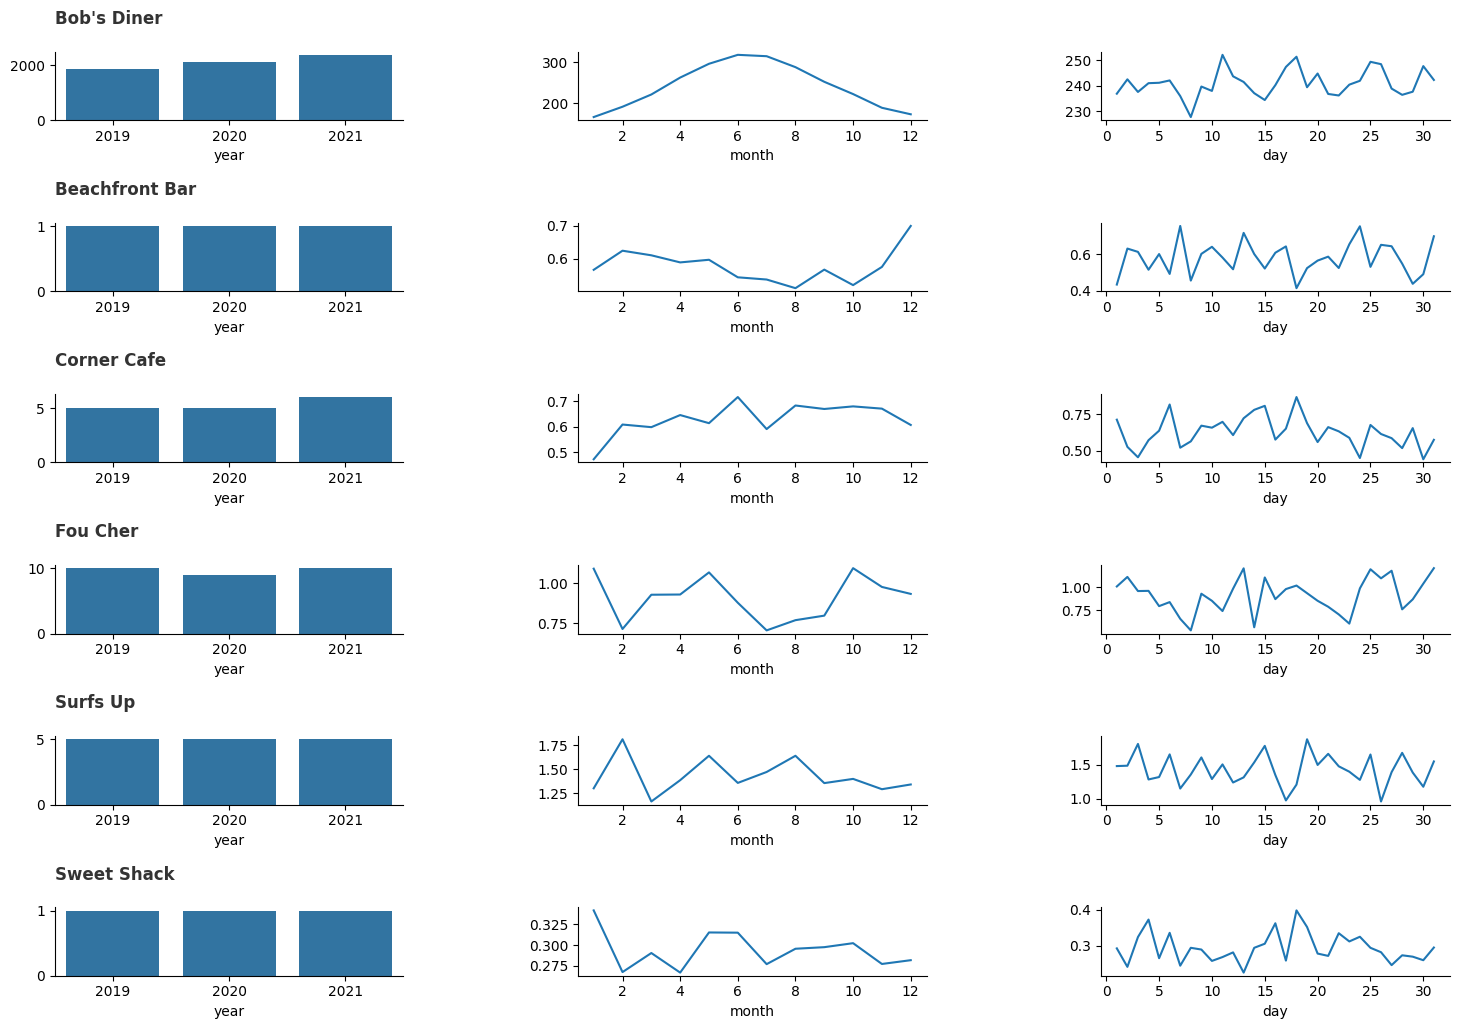 Bob's Diner
2000
0
2019 2020 2021
year
300
200
2 4 6 8 10 12
month
250
240
230
0 5 10 15 20 25 30
day
Beachfront Bar
1
0
2019 2020 2021
year
0.7
0.6
2 4 6 8 10 12
month
0.6
0.4
0 5 10 15 20 25 30
day
Corner Cafe
5
0
2019 2020 2021
year
0.7
0.6
0.5
2 4 6 8 10 12
month
0.75
0.50
0 5 10 15 20 25 30
day
Fou Cher
10
0
2019 2020 2021
year
1.00
0.75
2 4 6 8 10 12
month
1.00
0.75
0 5 10 15 20 25 30
day
Surfs Up
5
0
2019 2020 2021
year
1.75
1.50
1.25
2 4 6 8 10 12
month
1.5
1.0
0 5 10 15 20 25 30
day
Sweet Shack
1
0
2019 2020 2021
year
0.325
0.300
0.275
2 4 6 8 10 12
month
0.4
0.3
0 5 10 15 20 25 30
day